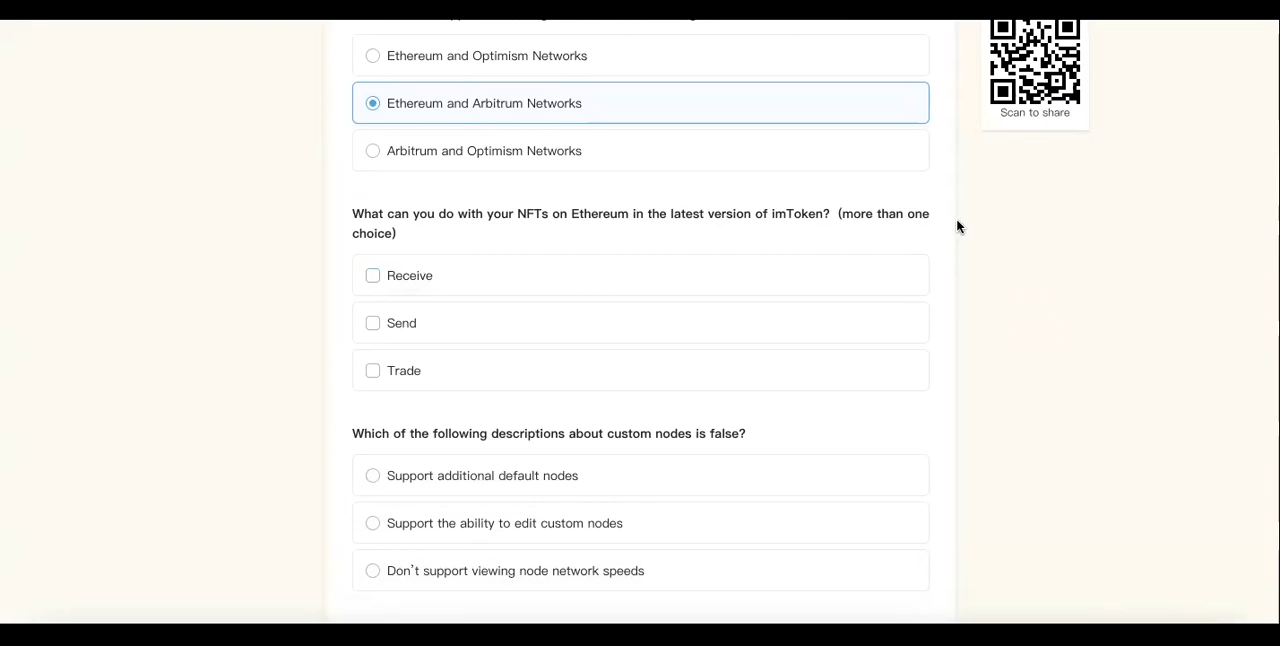 Ethereum and Optimism Networks
Ethereum and Arbitrum Networks
Arbitrum and Optimism Networks
Scan to share
What can you do with your NFTs on Ethereum in the latest version of imToken? (more than one
choice)
Receive
Send
Trade
Which of the following descriptions about custom nodes is false?
Support additional default nodes
Support the ability to edit custom nodes
Don't support viewing node network speeds